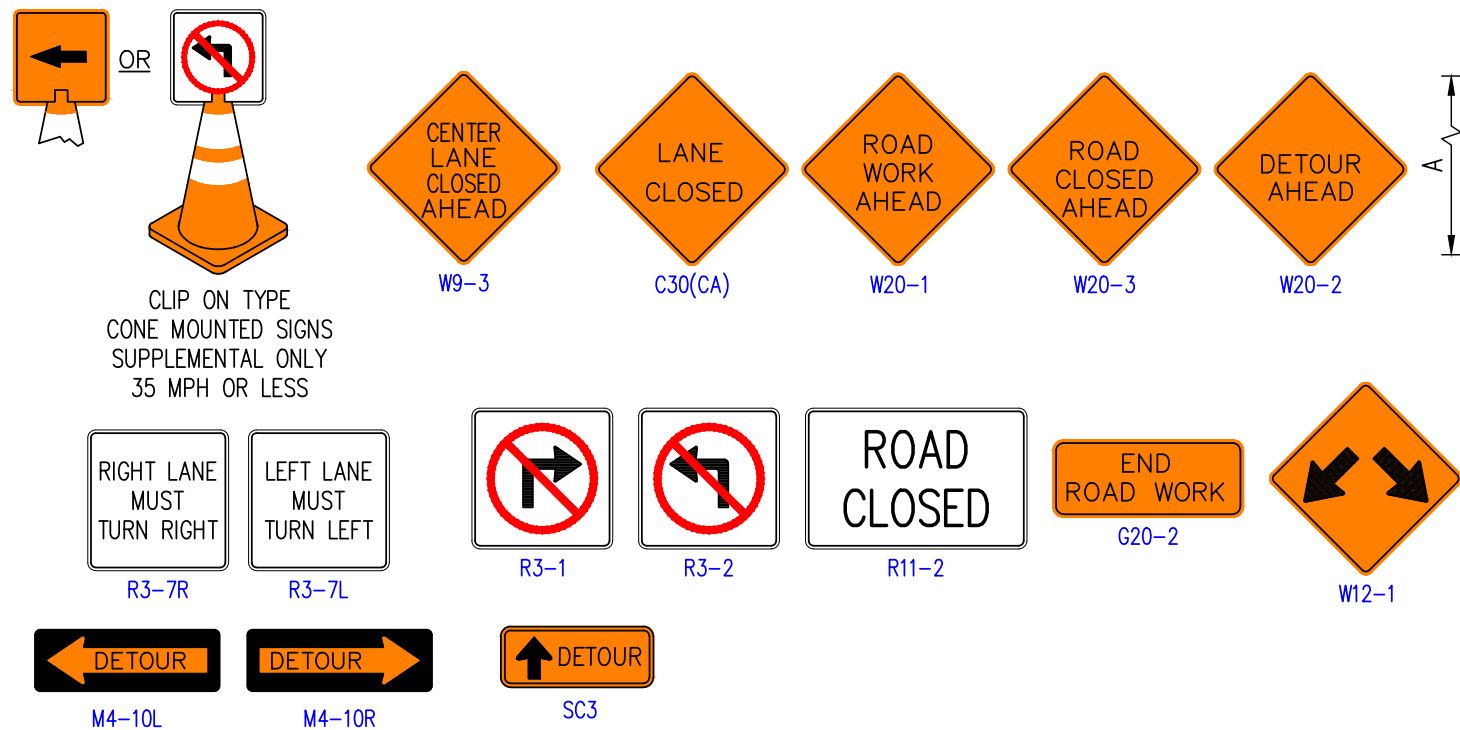 OR
CLIP ON TYPE
CONE MOUNTED SIGNS
SUPPLEMENTAL ONLY
35 MPH OR LESS
CENTER
LANE
CLOSED
AHEAD
W9-3
LANE
CLOSED
C30(CA)
ROAD
WORK
AHEAD
W20-1
ROAD
CLOSED
AHEAD
W20-3
DETOUR
AHEAD
W20-2
A
RIGHT LANE
MUST
TURN RIGHT
R3-7R
LEFT LANE
MUST
TURN LEFT
R3-7L
R3-1
R3-2
ROAD
CLOSED
R11-2
END
ROAD WORK
G20-2
W12-1
DETOUR
M4-10L
DETOUR
M4-10R
DETOUR
SC3